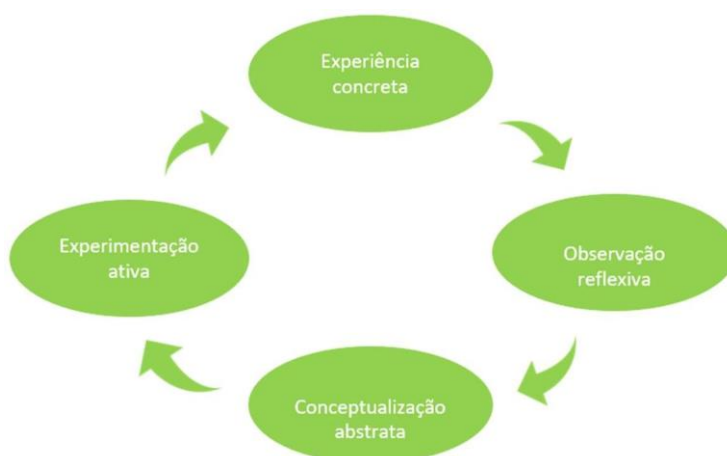 Experiência
concreta
Observação
reflexiva
Conceptualização
abstrata
Experimentação
ativa